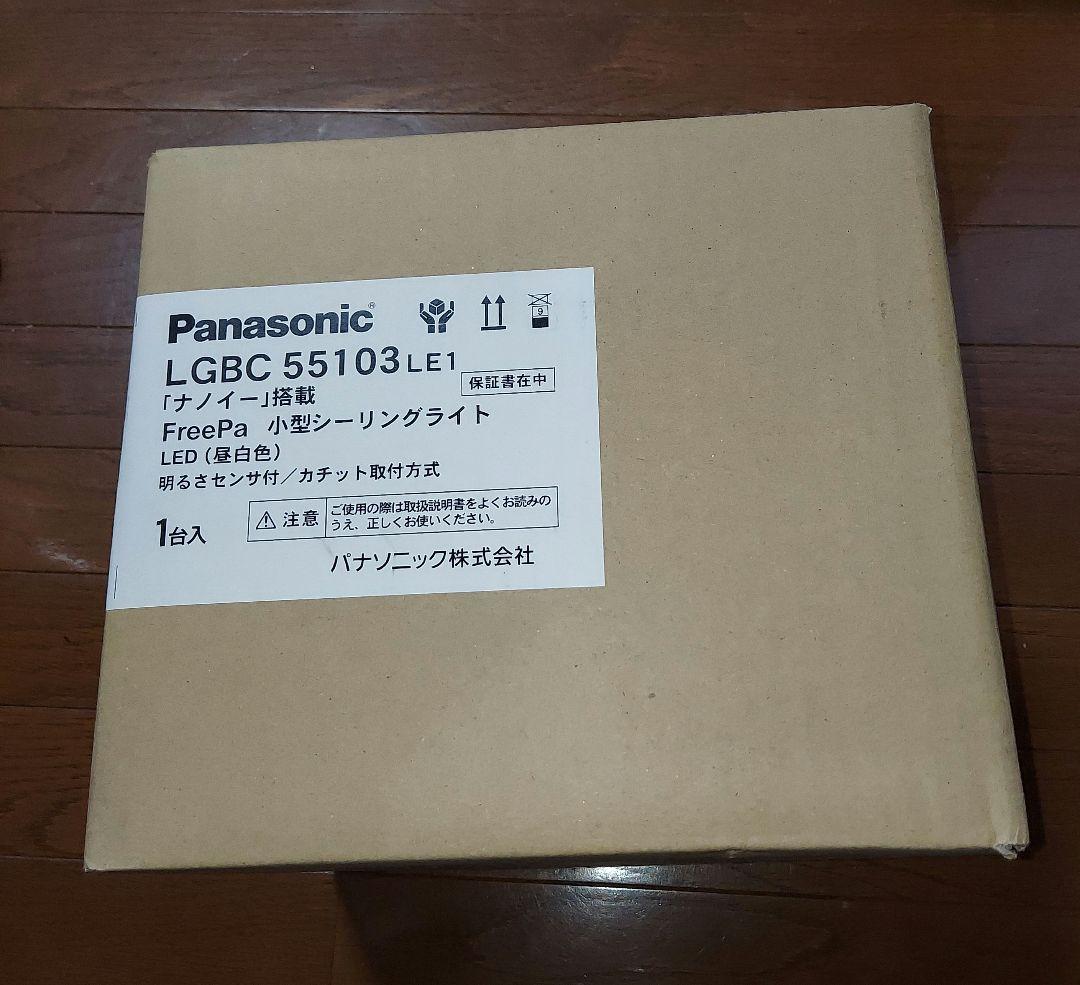 Panasonic®
9
LGBC 55103 LE1
保証書在中
「ナノイー」搭載
FreePa 小型シーリングライト
LED（昼白色）
明るさセンサ付／カチット取付方式
1台入
注意
ご使用の際は取扱説明書をよくお読みの
うえ、正しくお使いください。
パナソニック株式会社